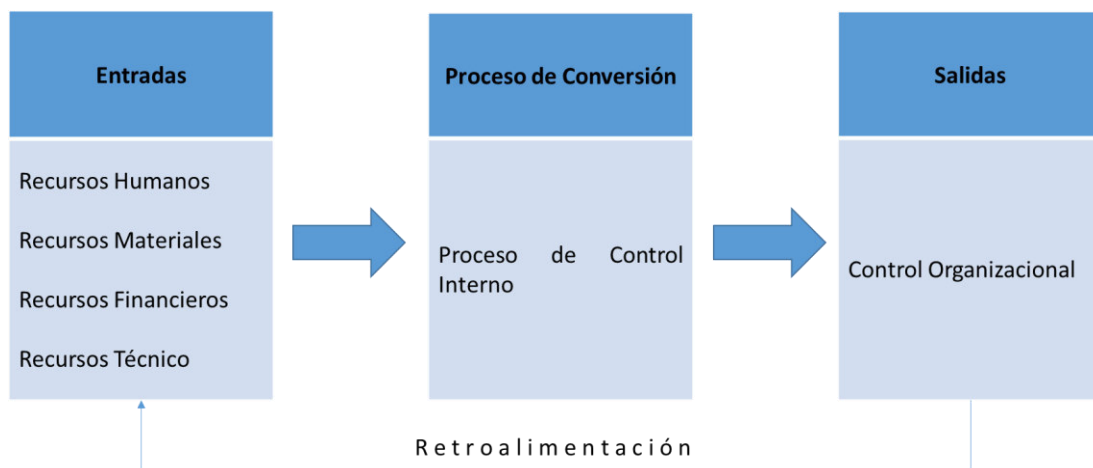 Entradas
Recursos Humanos
Recursos Materiales
Recursos Financieros
Recursos Técnico
Proceso de Conversión
Proceso de Control
Interno
Salidas
Control Organizacional
Retroalimentación